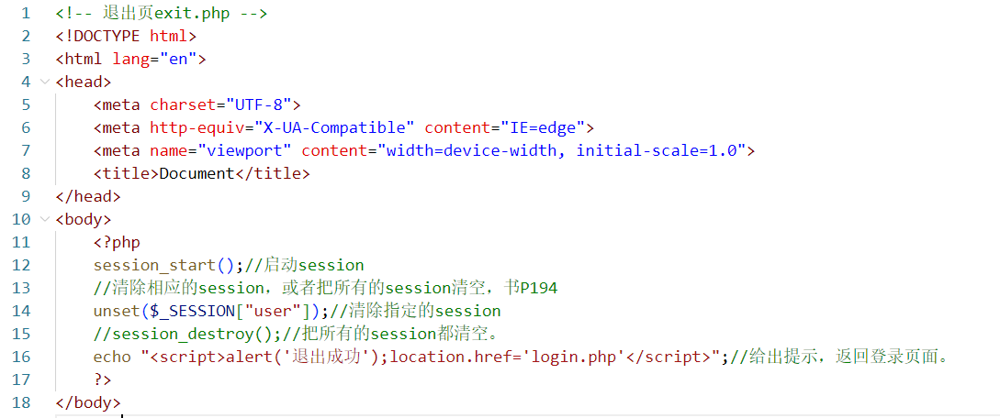 1 <!-- 退出页exit.php -->
2 <!DOCTYPE html>
3 <html lang="en">
4 <head>
5     <meta charset="UTF-8">
6     <meta http-equiv="X-UA-Compatible" content="IE=edge">
7     <meta name="viewport" content="width=device-width, initial-scale=1.0">
8     <title>Document</title>
9 </head>
10 <body>
11     <?php
12     session_start();//启动session
13     //清除相应的session，或者把所有的session清空，书P194
14     unset($_SESSION["user"]);//清除指定的session
15     //session_destroy();//把所有的session都清空。
16     echo "<script>alert('退出成功');location.href='login.php'</script>";//给出提示，返回登录页面。
17     ?>
18 </body>